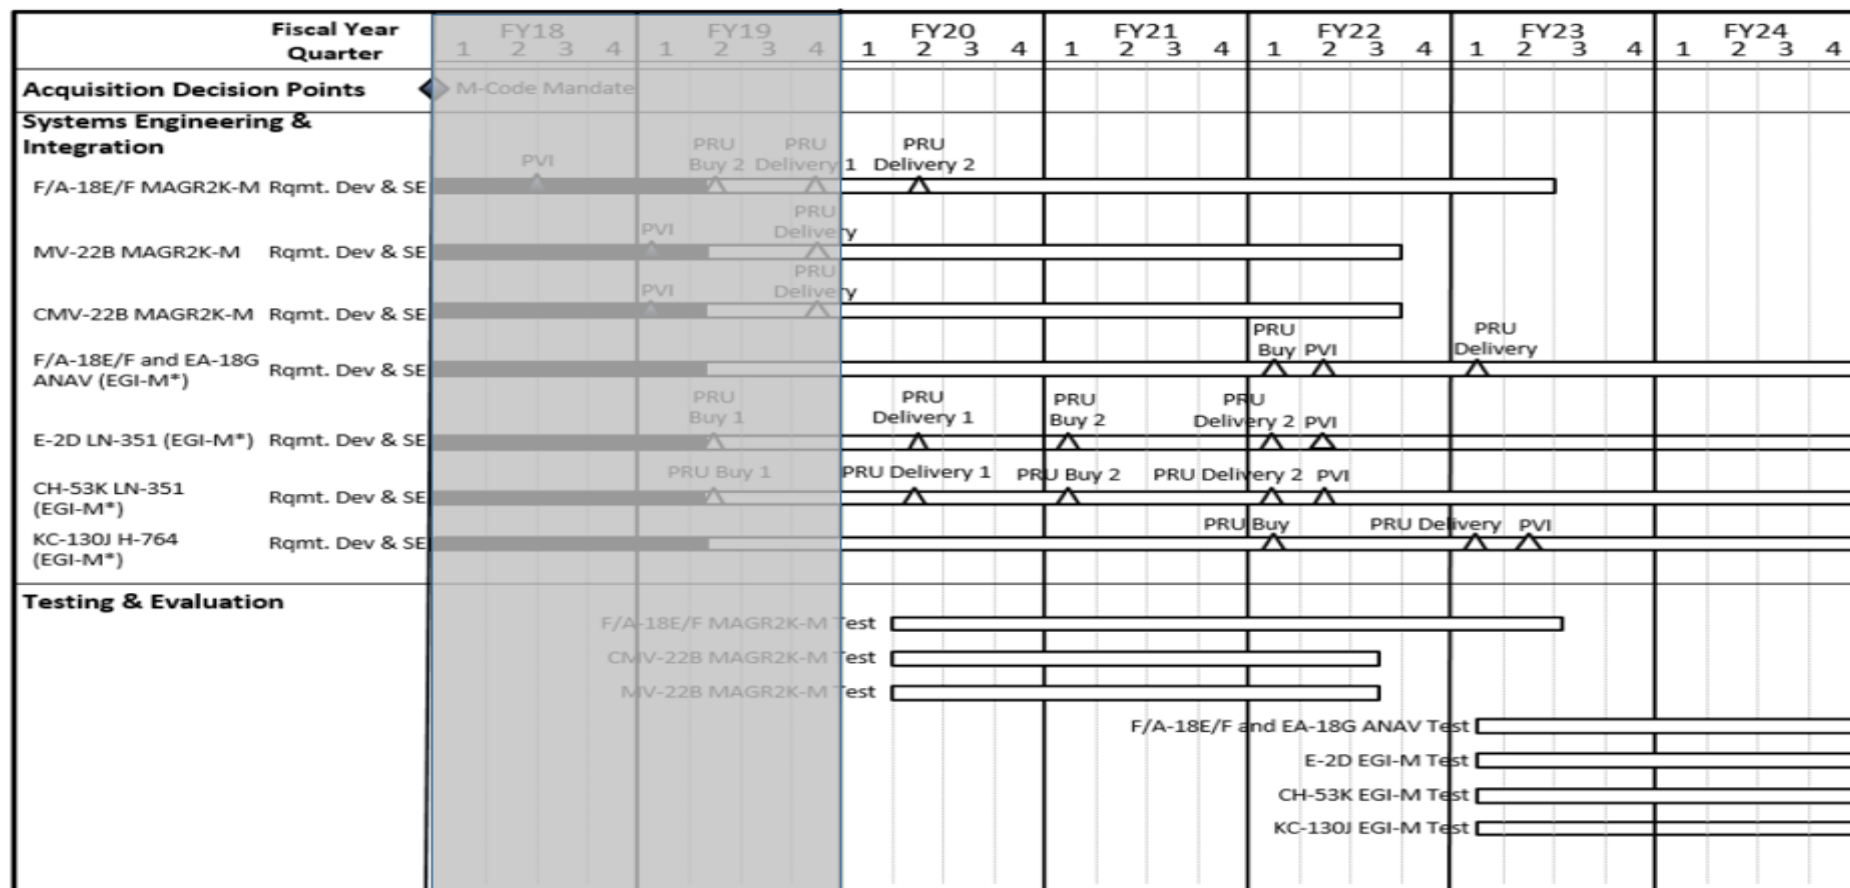 Fiscal Year FY18 FY19 FY20 FY21 FY22 FY23 FY24
Quarter 1 2 3 4 1 2 3 4 1 2 3 4 1 2 3 4 1 2 3 4 1 2 3 4 1 2 3 4
Acquisition Decision Points M-Code Mandate
Systems Engineering &
Integration
PRU PRU PRU
PVI Buy 2 Delivery 1 Delivery 2
F/A-18E/F MAGR2K-M Rqmt. Dev & SE
PRU
PVI Delivery
MV-22B MAGR2K-M Rqmt. Dev & SE
PRU
PVI Delivery
CMV-22B MAGR2K-M Rqmt. Dev & SE
PRU PRU
Buy PVI Delivery
F/A-18E/F and EA-18G
ANAV (EGI-M*) Rqmt. Dev & SE
PRU PRU PRU PRU
Buy 1 Delivery 1 Buy 2 Delivery 2 PVI
E-2D LN-351 (EGI-M*) Rqmt. Dev & SE
PRU Buy 1 PRU Delivery 1 PRU Buy 2 PRU Delivery 2 PVI
CH-53K LN-351
(EGI-M*) Rqmt. Dev & SE
PRU Buy PRU Delivery PVI
KC-130J H-764
(EGI-M*) Rqmt. Dev & SE
Testing & Evaluation
F/A-18E/F MAGR2K-M Test
CMV-22B MAGR2K-M Test
MV-22B MAGR2K-M Test
F/A-18E/F and EA-18G ANAV Test
E-2D EGI-M Test
CH-53K EGI-M Test
KC-130J EGI-M Test